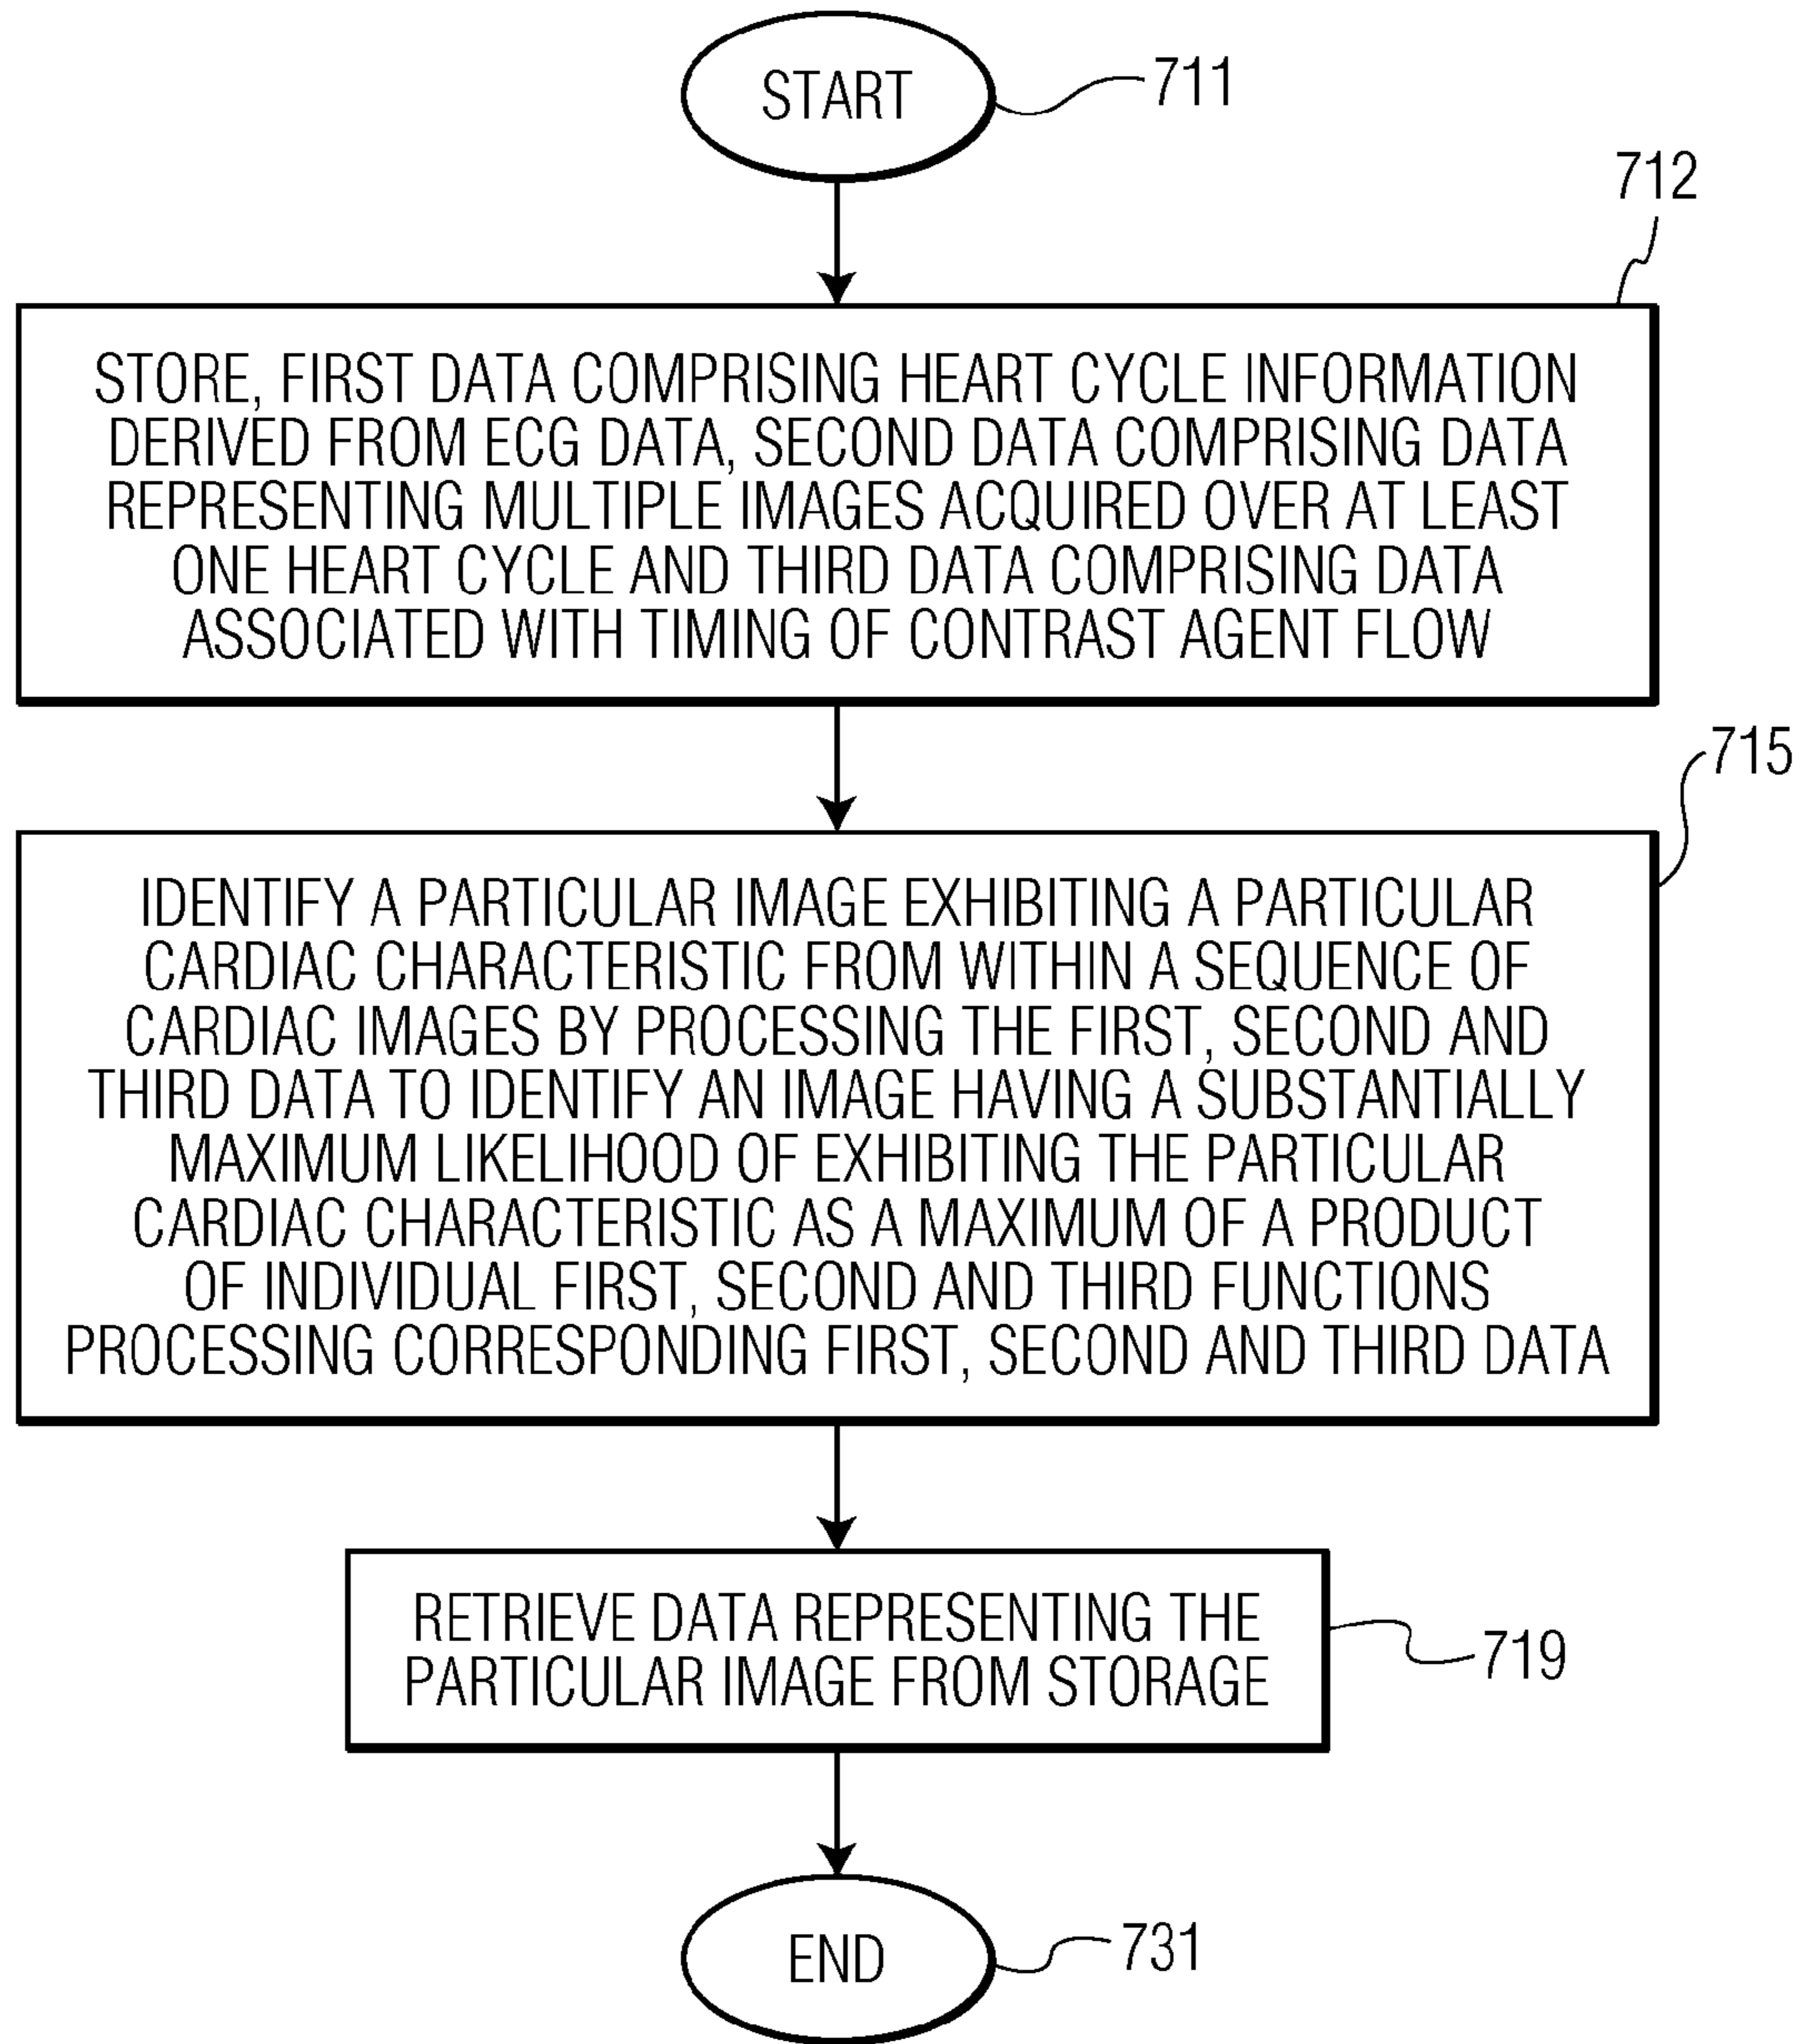 START
711
712
STORE, FIRST DATA COMPRISING HEART CYCLE INFORMATION
DERIVED FROM ECG DATA, SECOND DATA COMPRISING DATA
REPRESENTING MULTIPLE IMAGES ACQUIRED OVER AT LEAST
ONE HEART CYCLE AND THIRD DATA COMPRISING DATA
ASSOCIATED WITH TIMING OF CONTRAST AGENT FLOW
715
IDENTIFY A PARTICULAR IMAGE EXHIBITING A PARTICULAR
CARDIAC CHARACTERISTIC FROM WITHIN A SEQUENCE OF
CARDIAC IMAGES BY PROCESSING THE FIRST, SECOND AND
THIRD DATA TO IDENTIFY AN IMAGE HAVING A SUBSTANTIALLY
MAXIMUM LIKELIHOOD OF EXHIBITING THE PARTICULAR
CARDIAC CHARACTERISTIC AS A MAXIMUM OF A PRODUCT
OF INDIVIDUAL FIRST, SECOND AND THIRD FUNCTIONS
PROCESSING CORRESPONDING FIRST, SECOND AND THIRD DATA
RETRIEVE DATA REPRESENTING THE
PARTICULAR IMAGE FROM STORAGE
719
END
731